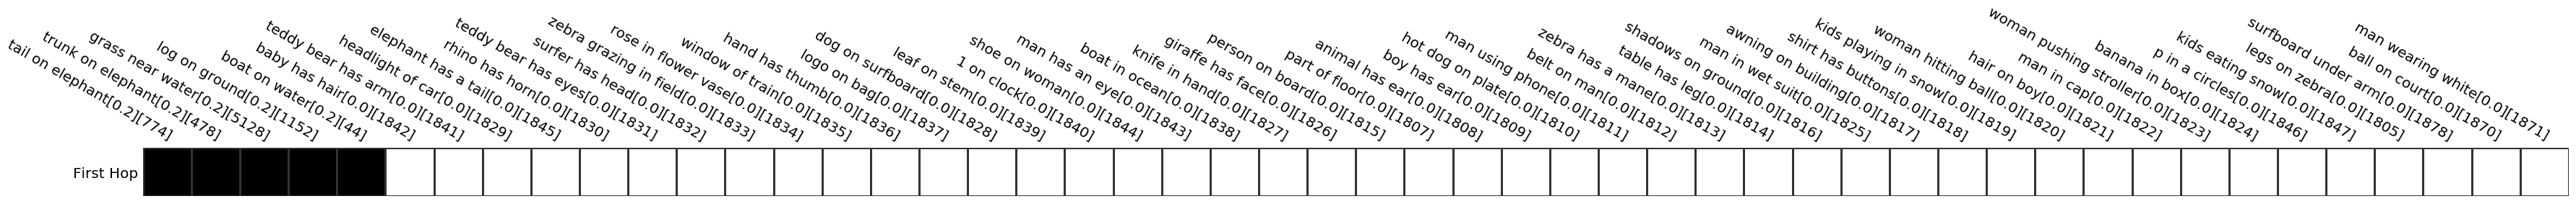 tail on elephant[0.2][774]
trunk on elephant[0.2][478]
grass near water[0.2][5128]
log on ground[0.2][1152]
boat on water[0.2][44]
baby has hair[0.0][1842]
teddy bear has arm[0.0][1841]
headlight of car[0.0][1829]
elephant has a tail[0.0][1845]
rhino has horn[0.0][1830]
teddy bear has eyes[0.0][1831]
surfer has head[0.0][1832]
zebra grazing in field[0.0][1833]
rose in flower vase[0.0][1834]
window of train[0.0][1835]
hand has thumb[0.0][1836]
logo on bag[0.0][1837]
dog on surfboard[0.0][1828]
leaf on stem[0.0][1839]
1 on clock[0.0][1840]
shoe on woman[0.0][1844]
man has an eye[0.0][1843]
boat in ocean[0.0][1838]
knife in hand[0.0][1827]
giraffe has face[0.0][1826]
person on board[0.0][1815]
part of floor[0.0][1807]
animal has ear[0.0][1808]
boy has ear[0.0][1809]
hot dog on plate[0.0][1810]
man using phone[0.0][1811]
belt on man[0.0][1812]
zebra has a mane[0.0][1813]
table has leg[0.0][1814]
shadows on ground[0.0][1816]
man in wet suit[0.0][1825]
awning on building[0.0][1817]
shirt has buttons[0.0][1818]
kids playing in snow[0.0][1819]
woman hitting ball[0.0][1820]
hair on boy[0.0][1821]
man in cap[0.0][1822]
woman pushing stroller[0.0][1823]
banana in box[0.0][1824]
p in a circles[0.0][1846]
kids eating snow[0.0][1847]
legs on zebra[0.0][1805]
surfboard under arm[0.0][1878]
ball on court[0.0][1870]
man wearing white[0.0][1871]
First Hop